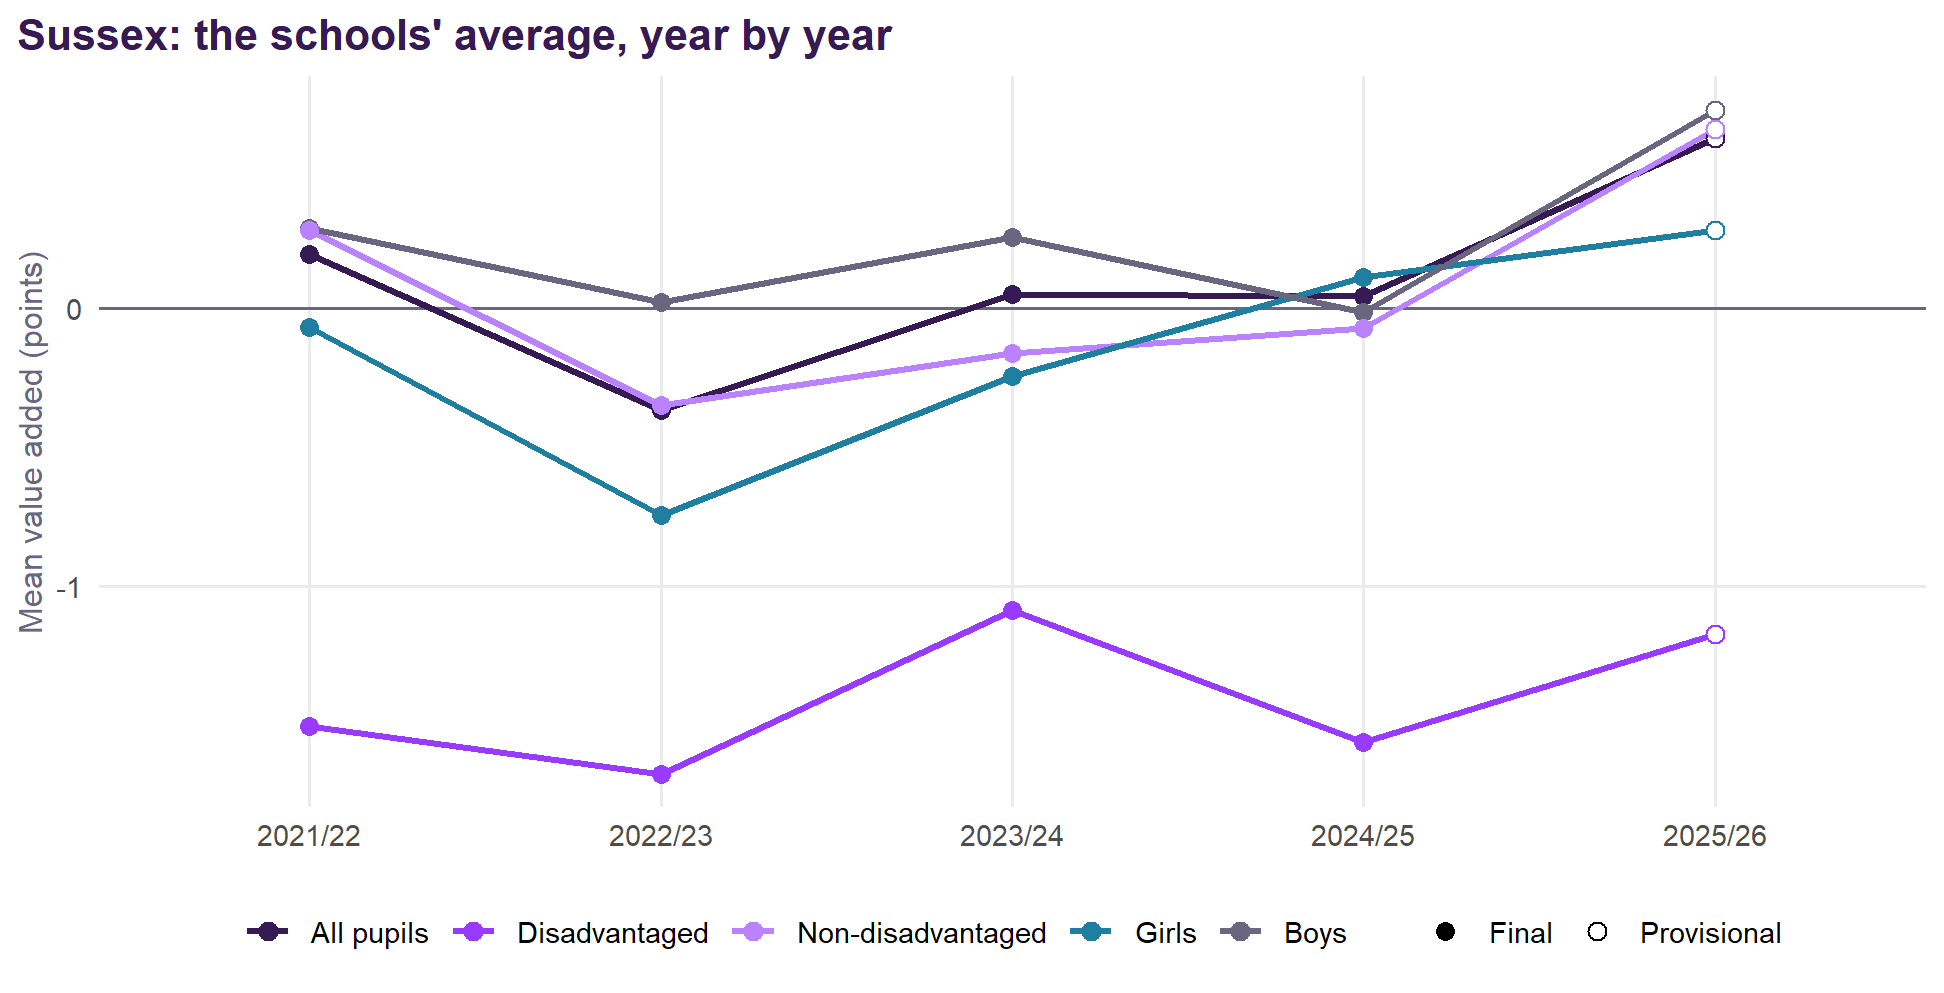 Sussex: the schools' average, year by year
Mean value added (points)
0
-1
2021/22 2022/23 2023/24 2024/25 2025/26
All pupils Disadvantaged Non-disadvantaged Girls Boys Final Provisional